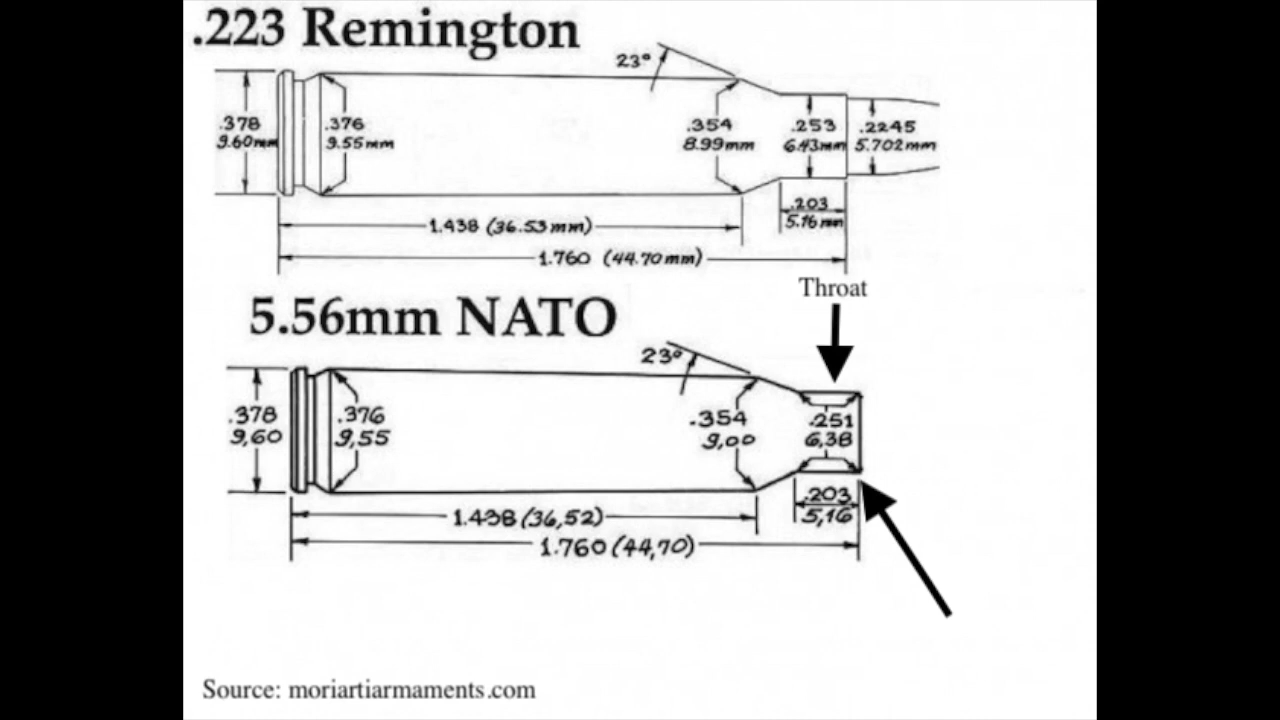 .223 Remington
23°
.378 .376 .354 .253 .2245
9.60mm 9.55mm 8.99mm 6.43mm 5.702mm
.203
5.16mm
1.438 (36.53mm)
1.760 (44.70mm)
Throat
5.56mm NATO
23°
.378 .376 .354 .251
9,60 9,55 9,00 6,38
.203
5,16
1.438 (36,52)
1.760 (44,70)
Source: moriartiarmaments.com